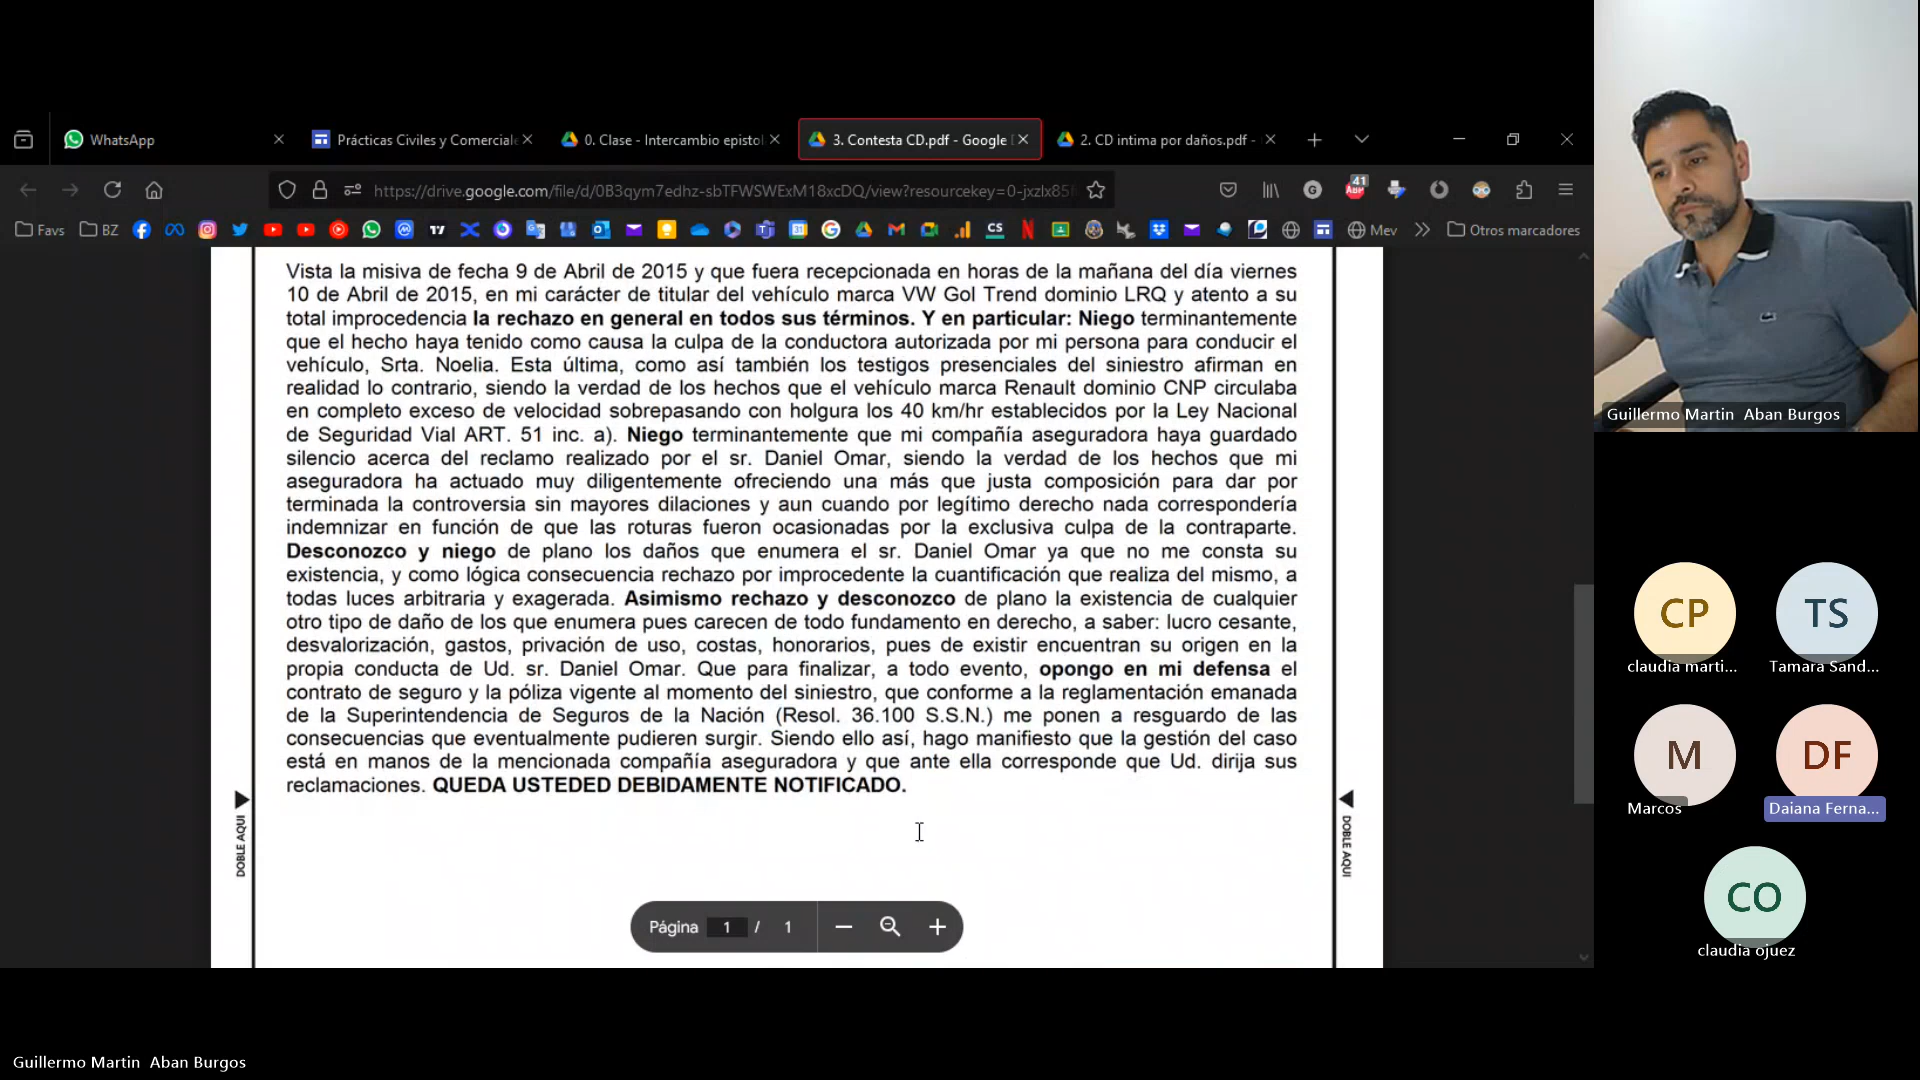 WhatsApp
Prácticas Civiles y Comerciale
0. Clase - Intercambio epistol
3. Contesta CD.pdf - Google D
2. CD intima por daños.pdf -
https://drive.google.com/file/d/0B3qym7edhz-sbTFWSWExM18xcDQ/view?resourcekey=0-jxzlx85f
41
Favs
BZ
CS
Mev
Otros marcadores
Vista la misiva de fecha 9 de Abril de 2015 y que fuera recepcionada en horas de la mañana del día viernes
10 de Abril de 2015, en mi carácter de titular del vehículo marca VW Gol Trend dominio LRQ y atento a su
total improcedencia la rechazo en general en todos sus términos. Y en particular: Niego terminantemente
que el hecho haya tenido como causa la culpa de la conductora autorizada por mi persona para conducir el
vehículo, Srta. Noelia. Esta última, como así también los testigos presenciales del siniestro afirman en
realidad lo contrario, siendo la verdad de los hechos que el vehículo marca Renault dominio CNP circulaba
en completo exceso de velocidad sobrepasando con holgura los 40 km/hr establecidos por la Ley Nacional
de Seguridad Vial ART. 51 inc. a). Niego terminantemente que mi compañía aseguradora haya guardado
silencio acerca del reclamo realizado por el sr. Daniel Omar, siendo la verdad de los hechos que mi
aseguradora ha actuado muy diligentemente ofreciendo una más que justa composición para dar por
terminada la controversia sin mayores dilaciones y aun cuando por legítimo derecho nada correspondería
indemnizar en función de que las roturas fueron ocasionadas por la exclusiva culpa de la contraparte.
Desconozco y niego de plano los daños que enumera el sr. Daniel Omar ya que no me consta su
existencia, y como lógica consecuencia rechazo por improcedente la cuantificación que realiza del mismo, a
todas luces arbitraria y exagerada. Asimismo rechazo y desconozco de plano la existencia de cualquier
otro tipo de daño de los que enumera pues carecen de todo fundamento en derecho, a saber: lucro cesante,
desvalorización, gastos, privación de uso, costas, honorarios, pues de existir encuentran su origen en la
propia conducta de Ud. sr. Daniel Omar. Que para finalizar, a todo evento, opongo en mi defensa el
contrato de seguro y la póliza vigente al momento del siniestro, que conforme a la reglamentación emanada
de la Superintendencia de Seguros de la Nación (Resol. 36.100 S.S.N.) me ponen a resguardo de las
consecuencias que eventualmente pudieren surgir. Siendo ello así, hago manifiesto que la gestión del caso
está en manos de la mencionada compañía aseguradora y que ante ella corresponde que Ud. dirija sus
reclamaciones. QUEDA USTEDED DEBIDAMENTE NOTIFICADO.
DOBLE AQUI
DOBLE AQUI
Página 1 / 1
Guillermo Martin Aban Burgos
CP
claudia marti...
TS
Tamara Sand...
M
Marcos
DF
Daiana Ferna...
CO
claudia ojuez
Guillermo Martin Aban Burgos